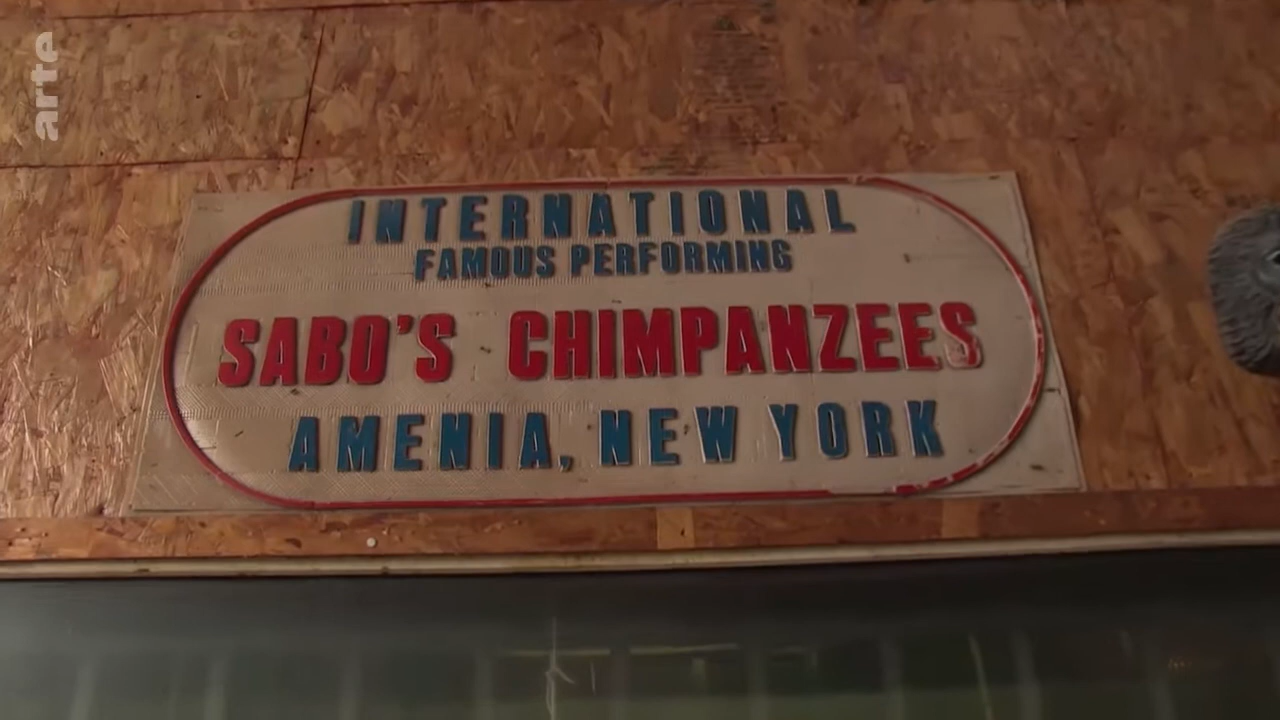 arte
INTERNATIONAL
FAMOUS PERFORMING
SABO'S CHIMPANZEES
AMENIA, NEW YORK